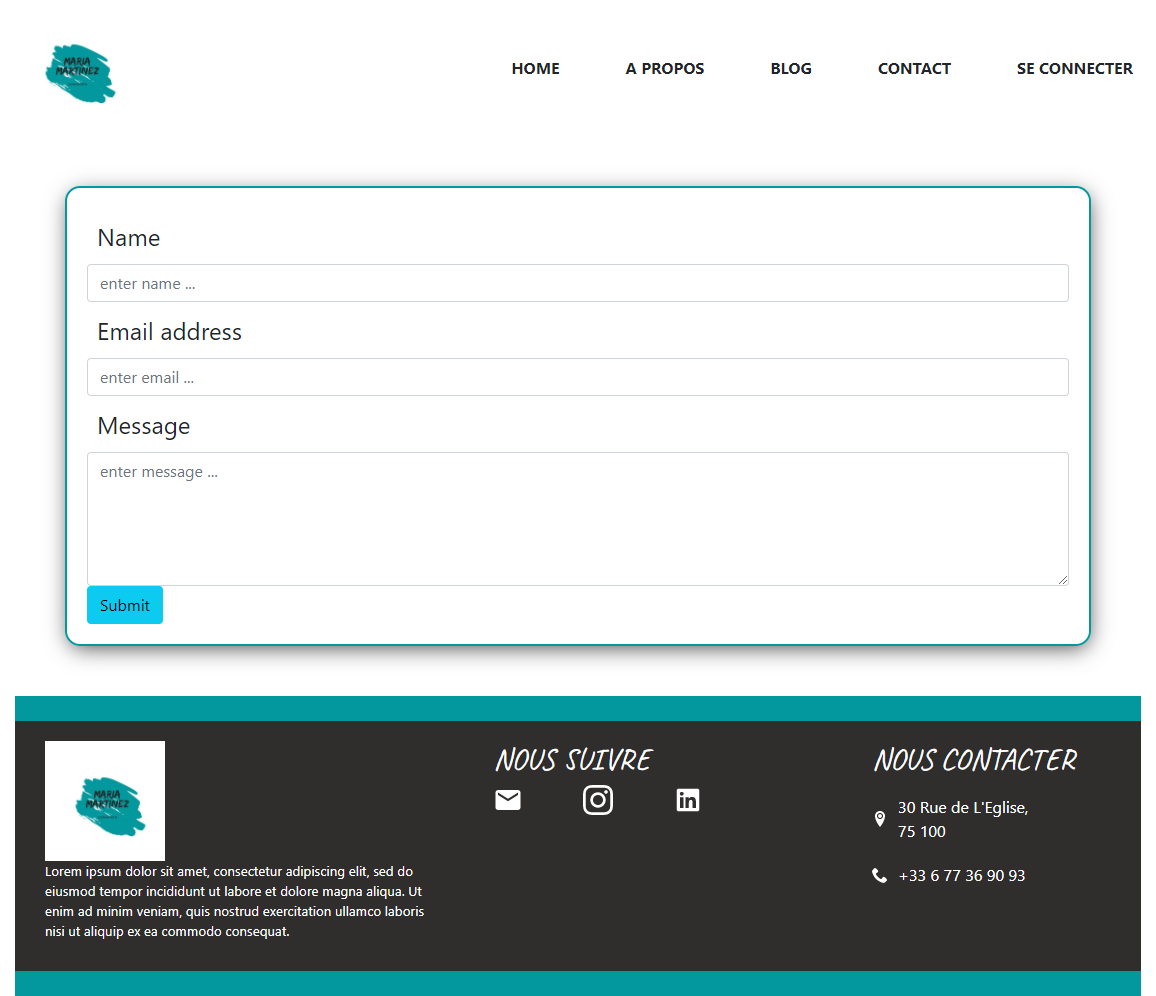 MARIA
MARTINEZ
HOME
A PROPOS
BLOG
CONTACT
SE CONNECTER
Name
enter name ...
Email address
enter email ...
Message
enter message ...
Submit
MARIA
MARTINEZ
Lorem ipsum dolor sit amet, consectetur adipiscing elit, sed do
eiusmod tempor incididunt ut labore et dolore magna aliqua. Ut
enim ad minim veniam, quis nostrud exercitation ullamco laboris
nisi ut aliquip ex ea commodo consequat.
NOUS SUIVRE
in
NOUS CONTACTER
30 Rue de L'Eglise,
75 100
+33 6 77 36 90 93